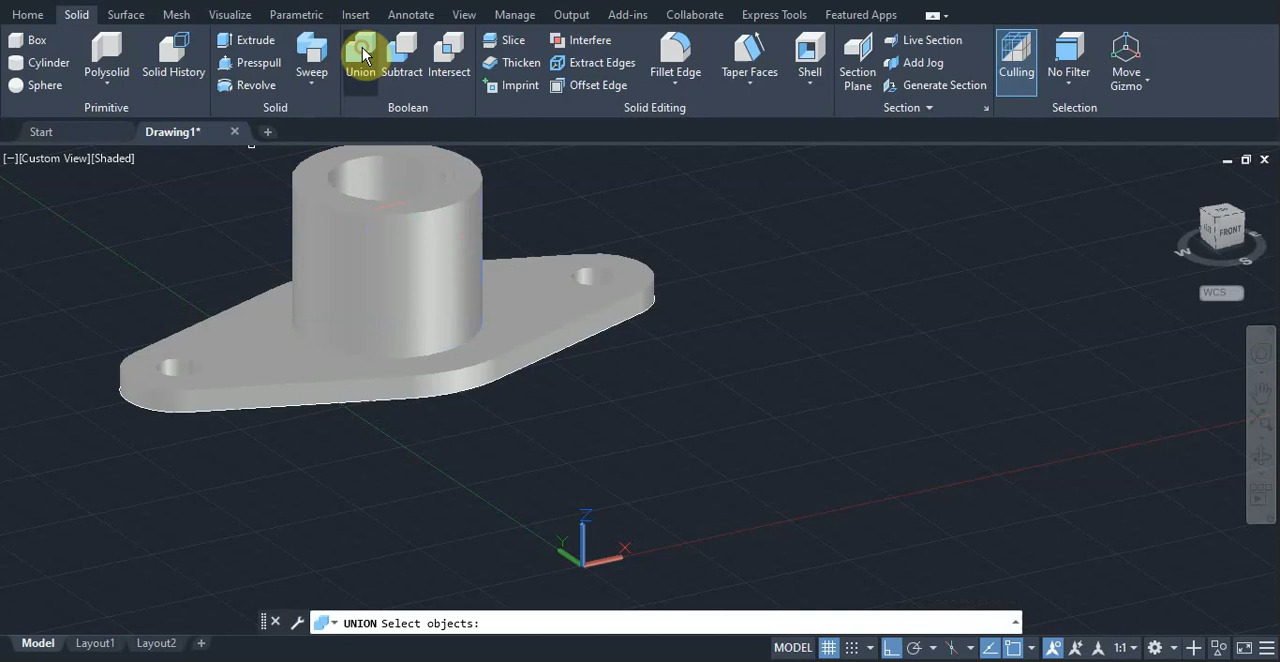 Home Solid Surface Mesh Visualize Parametric Insert Annotate View Manage Output Add-ins Collaborate Express Tools Featured Apps
Box
Cylinder
Sphere
Polysolid
Solid History
Primitive
Extrude
Presspull
Revolve
Sweep
Solid
Union
Subtract
Intersect
Boolean
Slice
Thicken
Imprint
Interfere
Extract Edges
Offset Edge
Fillet Edge
Taper Faces
Shell
Solid Editing
Section
Plane
Live Section
Add Jog
Generate Section
Section
Culling
No Filter
Move
Gizmo
Selection
Start
Drawing1*
[−][Custom View][Shaded]
FRONT
W
E
S
WCS
Z
Y
X
UNION Select objects:
Model Layout1 Layout2
MODEL
1:1